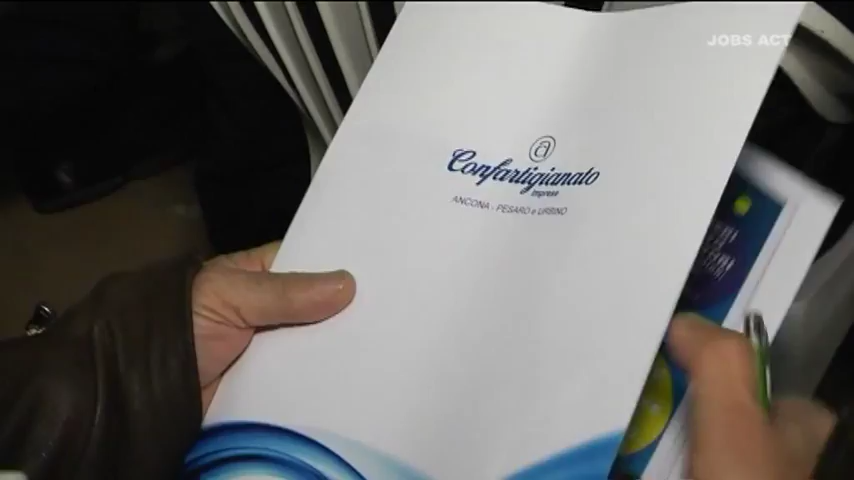 JOBS ACT
@
Confartigianato
Imprese
ANCONA - PESARO e URBINO